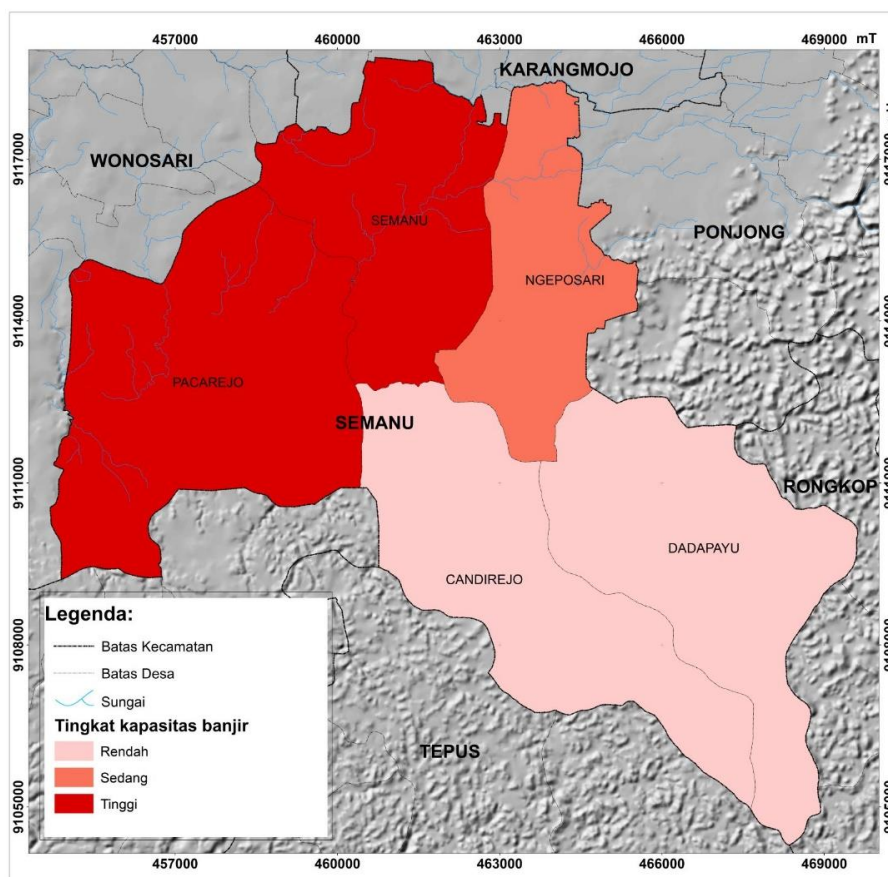 457000 460000 463000 466000 469000 mT
KARANGMOJO
WONOSARI
9117000
SEMANU
PONJONG
NGEPOSARI
9114000
PACAREJO
SEMANU
9111000
RONGKOP
DADAPAYU
CANDIREJO
Legenda:
Batas Kecamatan
Batas Desa
Sungai
Tingkat kapasitas banjir
Rendah
Sedang
Tinggi
9108000
TEPUS
9105000
457000 460000 463000 466000 469000